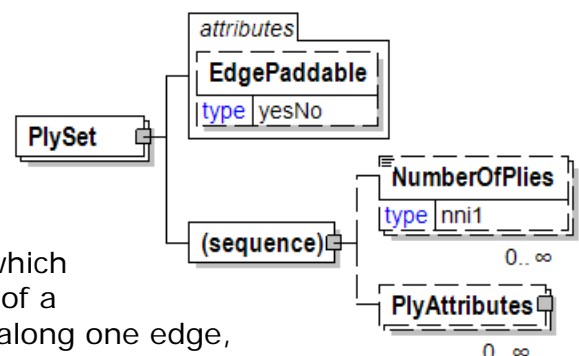 attributes
EdgePaddable
type yesNo
PlySet
NumberOfPlies
type nni1
(sequence)
0..∞
which
of a
PlyAttributes
along one edge,
0..∞